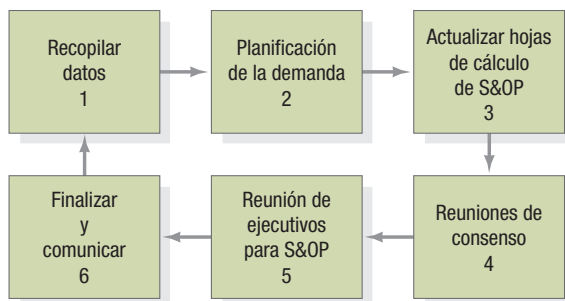 Recopilar
datos
1
Planificación
de la demanda
2
Actualizar hojas
de cálculo
de S&OP
3
Reuniones de
consenso
4
Reunión de
ejecutivos
para S&OP
5
Finalizar
y
comunicar
6